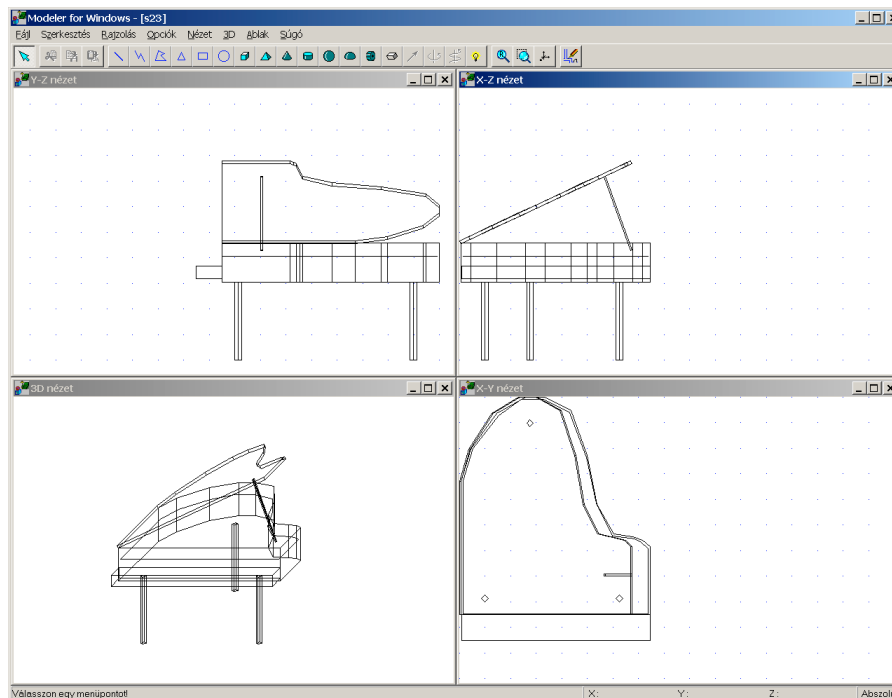 Modeler for Windows - [s23]
Fájl Szerkesztés Rajzolás Opciók Nézet 3D Ablak Súgó
Y-Z nézet
X-Z nézet
3D nézet
X-Y nézet
Válasszon egy menüpontot! X: Y: Z: Abszol